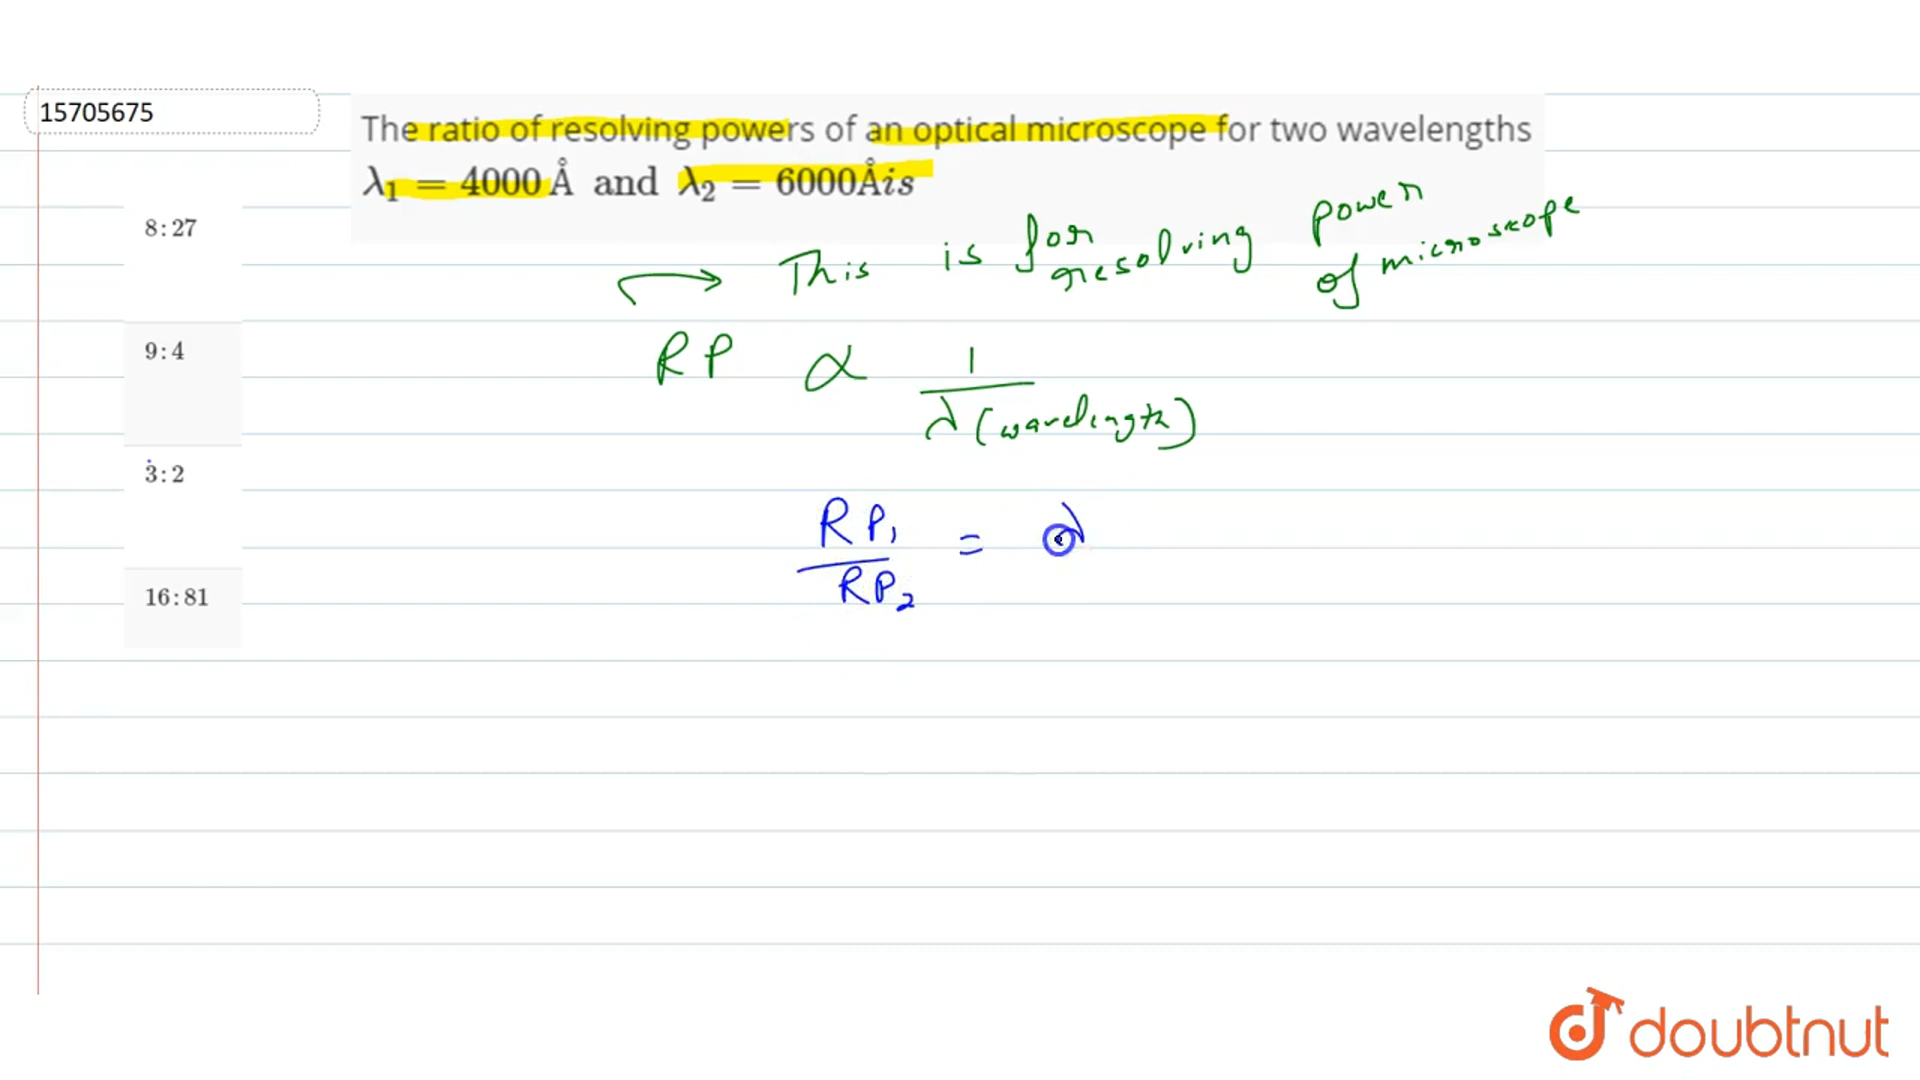 15705675
The ratio of resolving powers of an optical microscope for two wavelengths
λ₁ = 4000 Å and λ₂ = 6000Åis
8:27
9:4
3:2
16:81
This is for resolving power of microscope
RP ∝ 1
λ (wavelength)
RP₁ = λ
RP₂
doubtnut